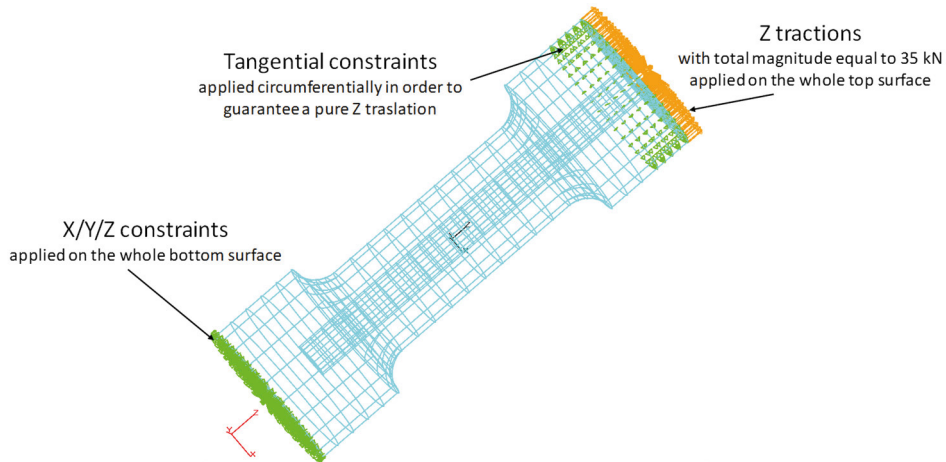 Tangential constraints
applied circumferentially in order to
guarantee a pure Z traslation
Z tractions
with total magnitude equal to 35 kN
applied on the whole top surface
X/Y/Z constraints
applied on the whole bottom surface
Z
X
Z
Y
X